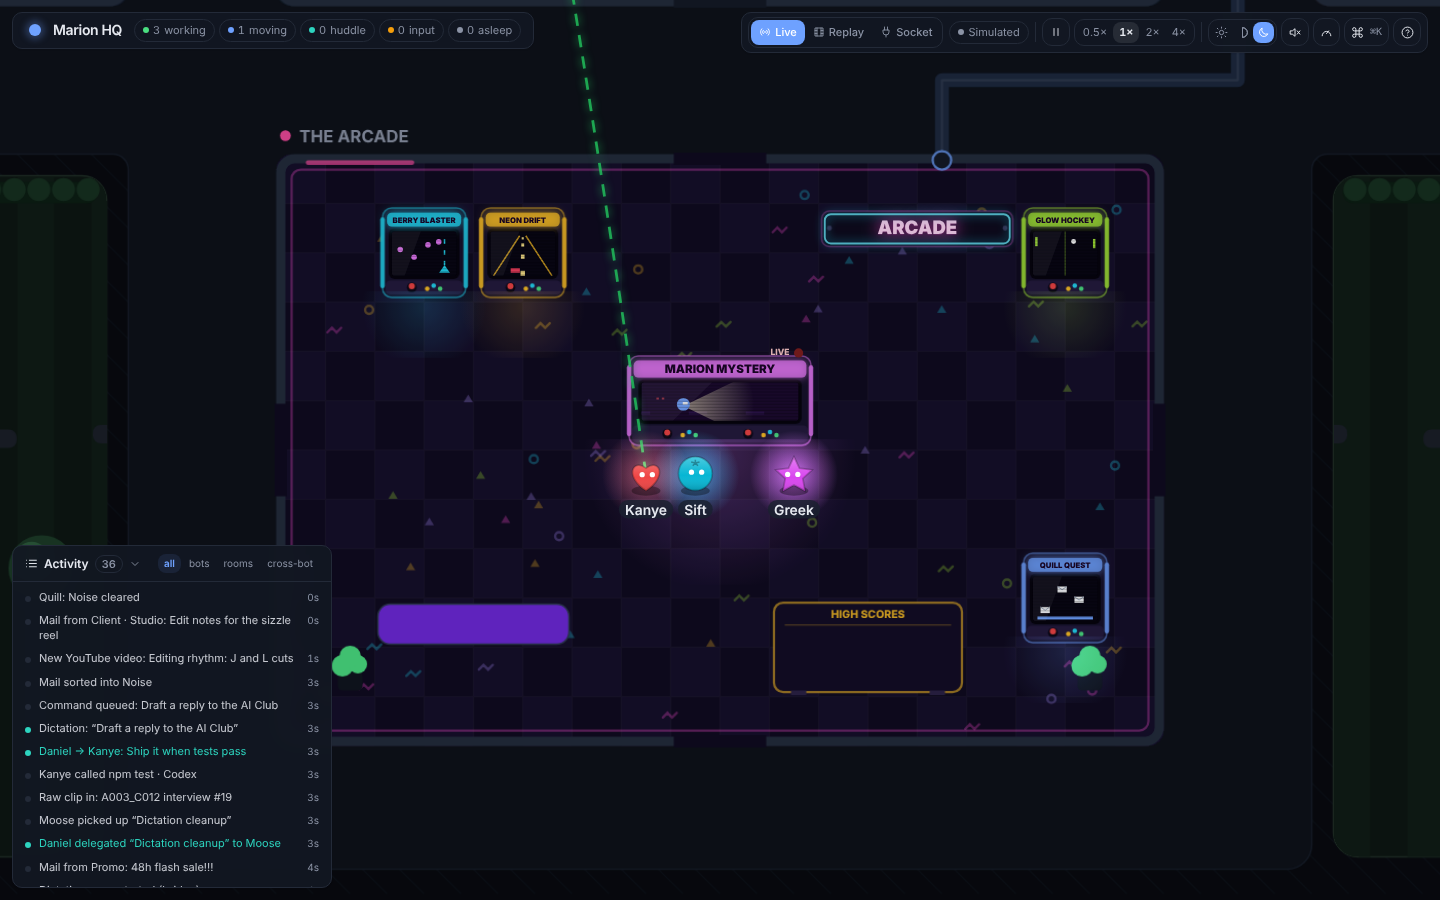 Marion HQ
3 working
1 moving
0 huddle
0 input
0 asleep
Live
Replay
Socket
Simulated
0.5×
1×
2×
4×
⌘K
THE ARCADE
BERRY BLASTER
NEON DRIFT
ARCADE
GLOW HOCKEY
LIVE
MARION MYSTERY
Kanye
Sift
Greek
QUILL QUEST
HIGH SCORES
Activity 36
all bots rooms cross-bot
Quill: Noise cleared 0s
Mail from Client · Studio: Edit notes for the sizzle 0s
reel
New YouTube video: Editing rhythm: J and L cuts 1s
Mail sorted into Noise 3s
Command queued: Draft a reply to the AI Club 3s
Dictation: “Draft a reply to the AI Club” 3s
Daniel → Kanye: Ship it when tests pass 3s
Kanye called npm test · Codex 3s
Raw clip in: A003_C012 interview #19 3s
Moose picked up “Dictation cleanup” 3s
Daniel delegated “Dictation cleanup” to Moose 3s
Mail from Promo: 48h flash sale!!! 4s